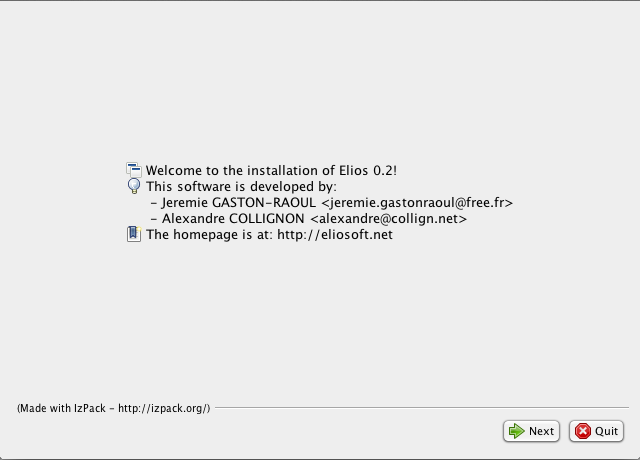 Welcome to the installation of Elios 0.2!
This software is developed by:
- Jeremie GASTON-RAOUL <jeremie.gastonraoul@free.fr>
- Alexandre COLLIGNON <alexandre@collign.net>
The homepage is at: http://eliosoft.net
(Made with IzPack - http://izpack.org/)
Next
Quit